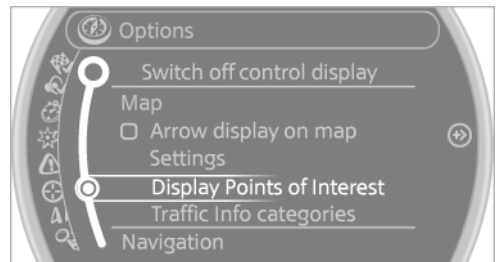 Options
Switch off control display
Map
Arrow display on map
Settings
Display Points of Interest
Traffic Info categories
Navigation